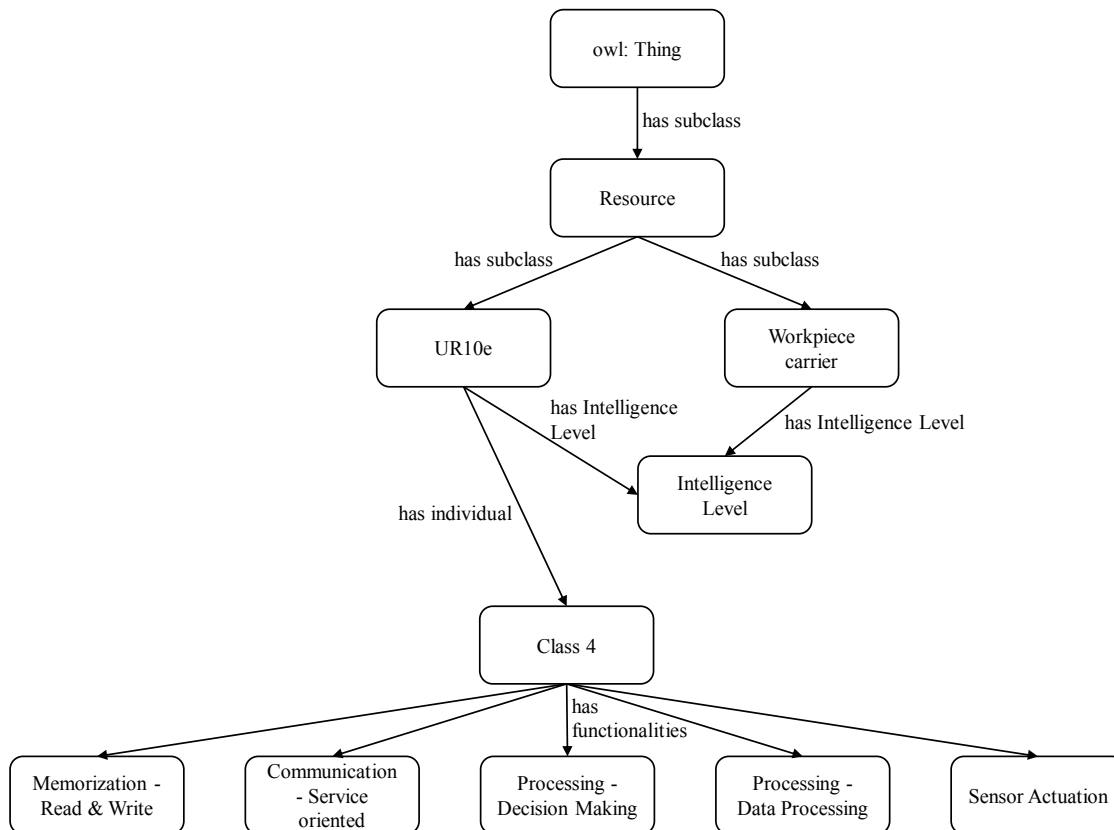 owl: Thing
has subclass
Resource
has subclass
has subclass
UR10e
Workpiece
carrier
has Intelligence
Level
has Intelligence Level
Intelligence
Level
has individual
Class 4
has
functionalities
Memorization -
Read & Write
Communication
- Service
oriented
Processing -
Decision Making
Processing -
Data Processing
Sensor Actuation